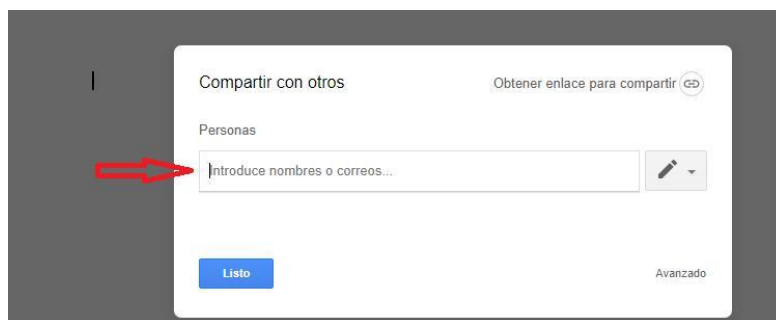 Compartir con otros
Obtener enlace para compartir
Personas
Introduce nombres o correos...
Listo
Avanzado